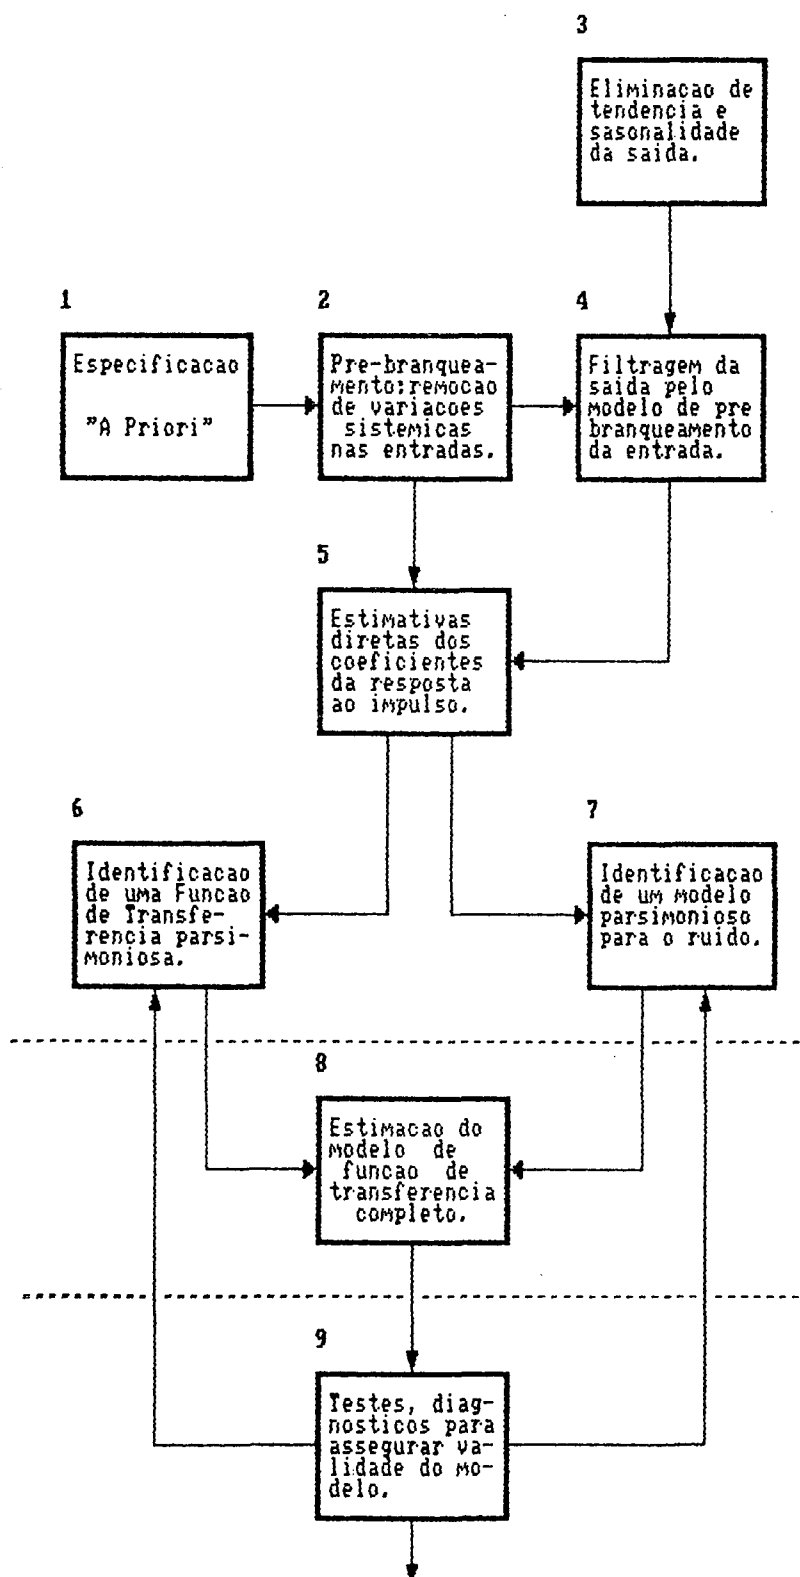 3
Eliminacao de
tendencia e
sasonalidade
da saida.
1
Especificacao
"A Priori"
2
Pre-branquea-
mento:remocao
de variacoes
sistemicas
nas entradas.
4
Filtragem da
saida pelo
modelo de pre
branqueamento
da entrada.
5
Estimativas
diretas dos
coeficientes
da resposta
ao impulso.
6
Identificacao
de uma Funcao
de Transfe-
rencia parsi-
moniosa.
7
Identificacao
de um modelo
parsimonioso
para o ruido.
8
Estimacao do
modelo de
funcao de
transferencia
completo.
9
Testes, diag-
nosticos para
assegurar va-
lidade do mo-
delo.